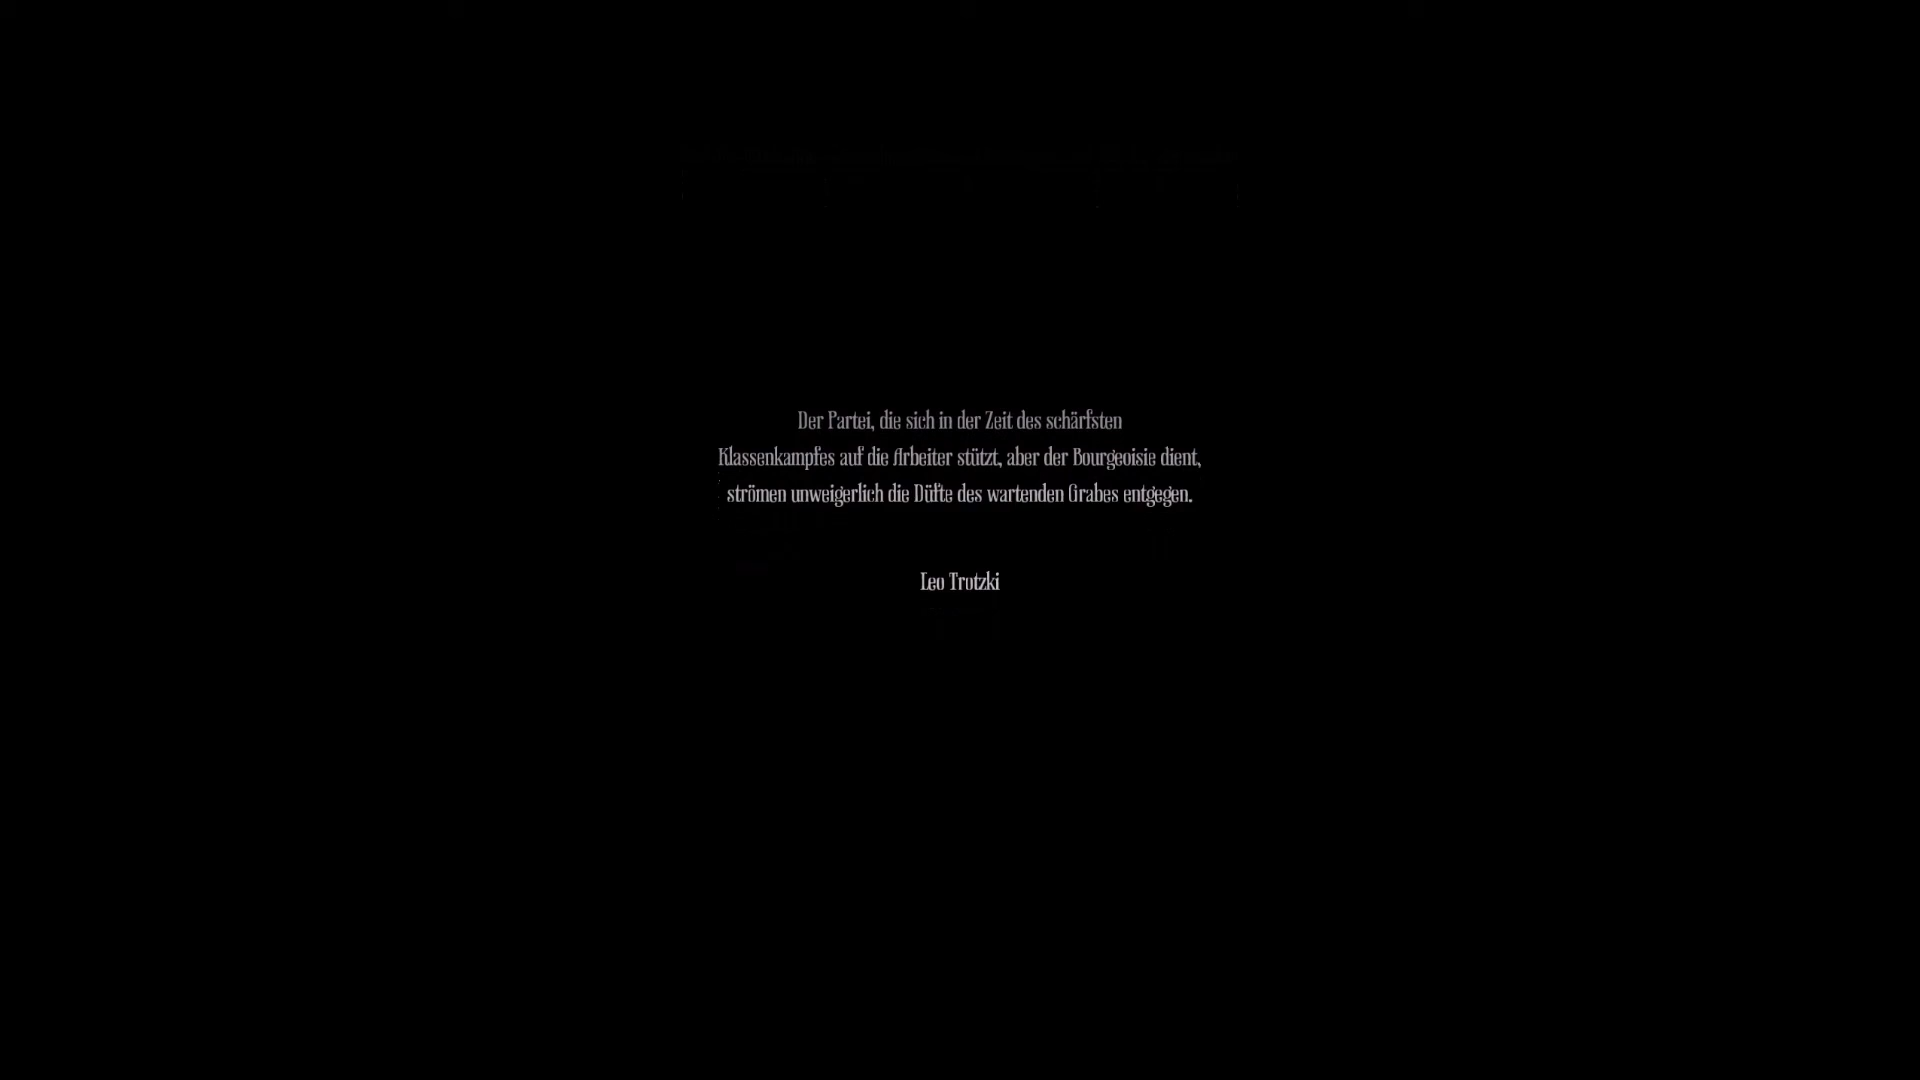 Der Partei, die sich in der Zeit des schärfsten
Klassenkampfes auf die Arbeiter stützt, aber der Bourgeoisie dient,
strömen unweigerlich die Düfte des wartenden Grabes entgegen.
Leo Trotzki